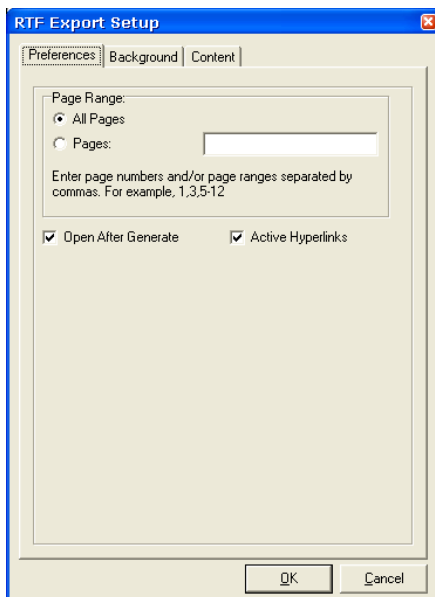 RTF Export Setup
Preferences Background Content
Page Range:
All Pages
Pages:
Enter page numbers and/or page ranges separated by
commas. For example, 1,3,5-12
Open After Generate Active Hyperlinks
OK Cancel